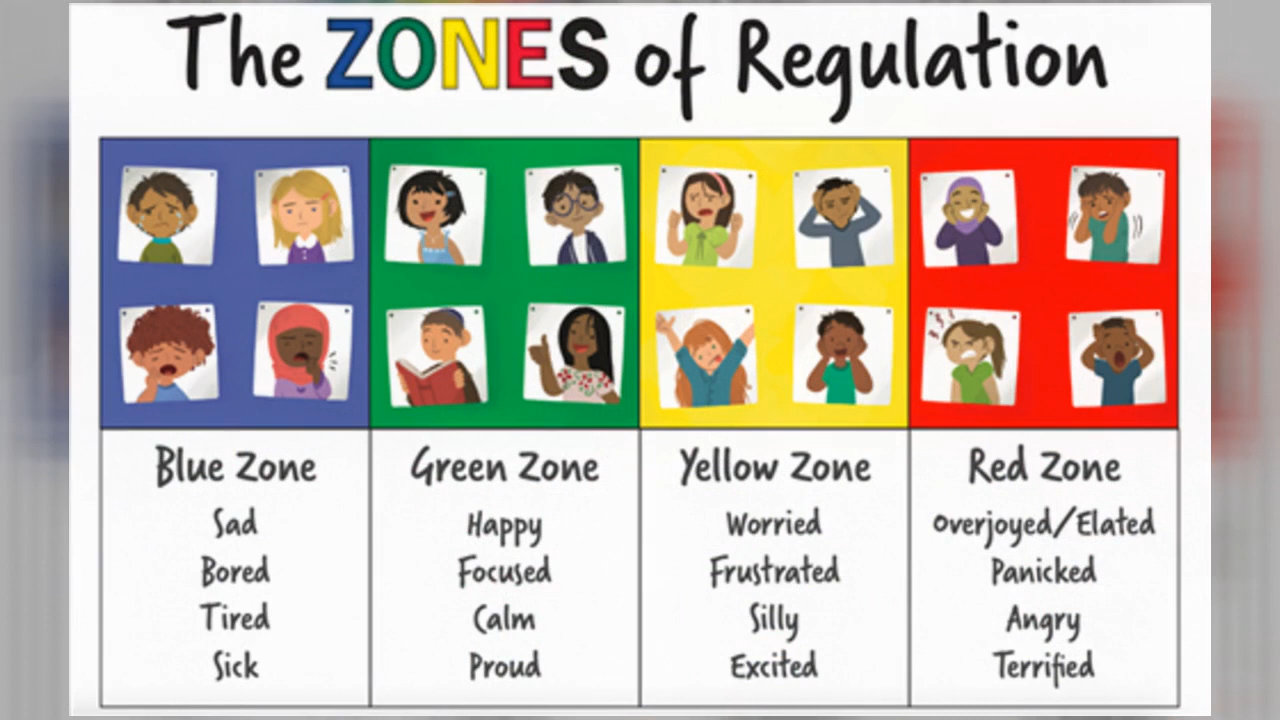 The ZONES of Regulation
Blue Zone
Sad
Bored
Tired
Sick
Green Zone
Happy
Focused
Calm
Proud
Yellow Zone
Worried
Frustrated
Silly
Excited
Red Zone
Overjoyed/Elated
Panicked
Angry
Terrified